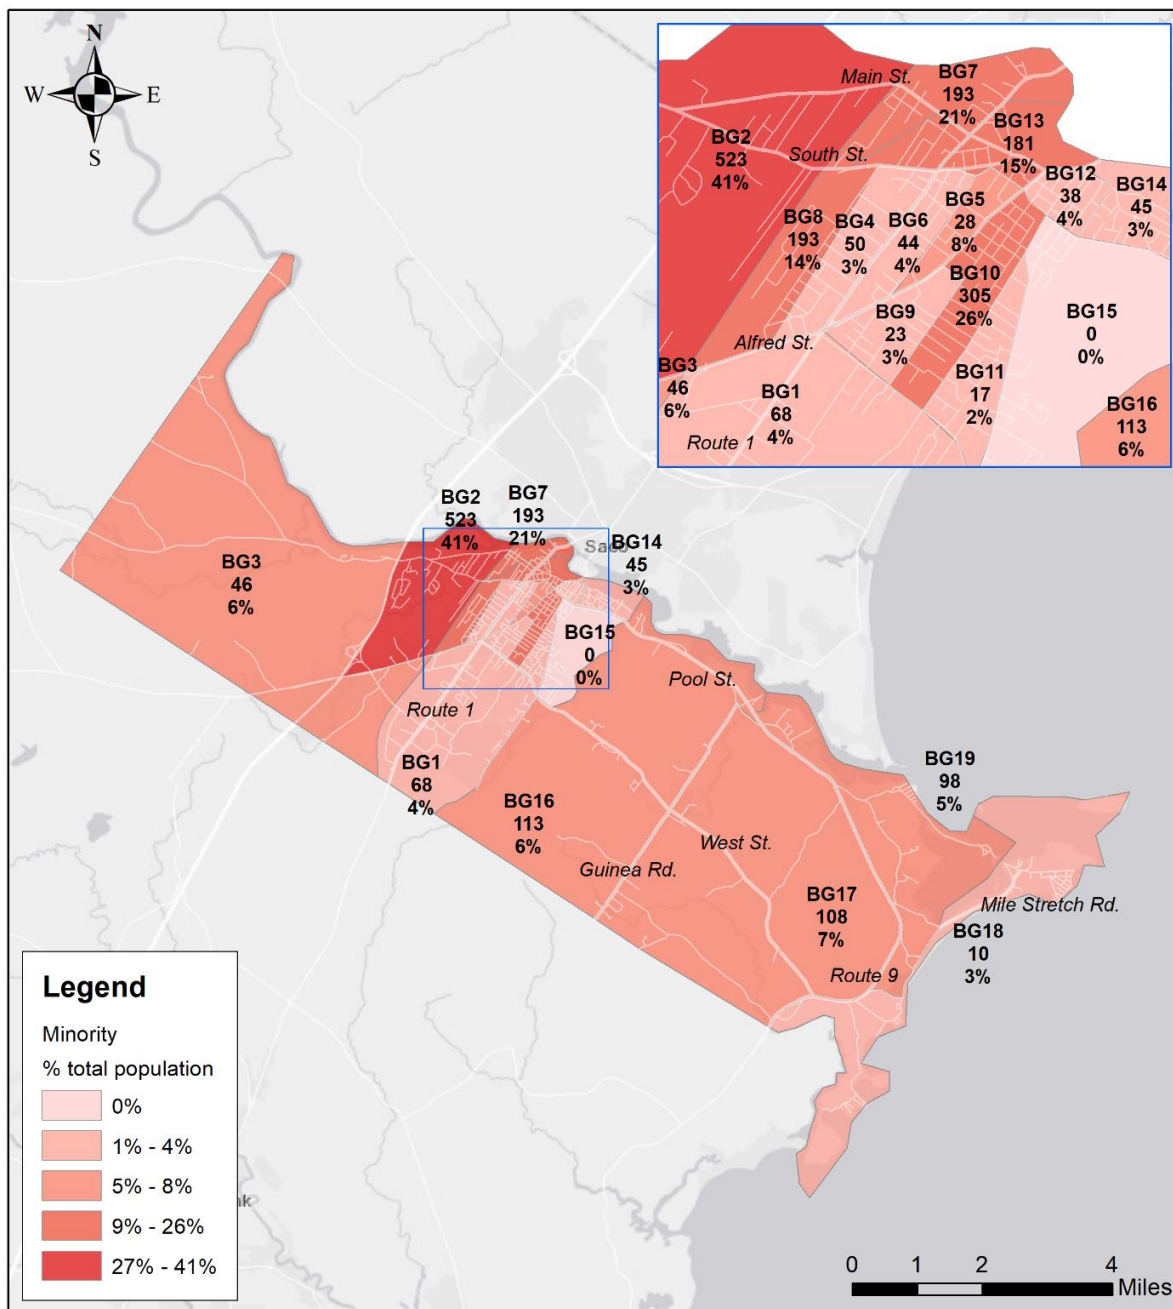 N
W
E
S
Main St.
BG7
193
21%
BG2
523
41%
South St.
BG13
181
15%
BG12
38
4%
BG14
45
3%
BG8
193
14%
BG4
50
3%
BG6
44
4%
BG5
28
8%
BG10
305
26%
BG9
23
3%
BG15
0
0%
Alfred St.
BG3
46
6%
BG1
68
4%
BG11
17
2%
BG16
113
6%
Route 1
BG2
523
41%
BG7
193
21%
Saco
BG14
45
3%
BG3
46
6%
BG15
0
0%
Pool St.
Route 1
BG1
68
4%
BG19
98
5%
BG16
113
6%
West St.
Guinea Rd.
BG17
108
7%
Mile Stretch Rd.
BG18
10
3%
Route 9
Legend
Minority
% total population
0%
1% - 4%
5% - 8%
9% - 26%
27% - 41%
0 1 2 4
Miles